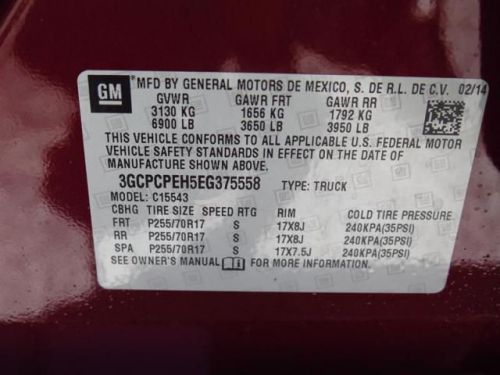 GM
MFD BY GENERAL MOTORS DE MEXICO, S. DE R.L. DE C.V. 02/14
GVWR GAWR FRT GAWR RR
3130 KG 1656 KG 1792 KG
6900 LB 3650 LB 3950 LB
THIS VEHICLE CONFORMS TO ALL APPLICABLE U.S. FEDERAL MOTOR
VEHICLE SAFETY STANDARDS IN EFFECT ON THE DATE OF
MANUFACTURE SHOWN ABOVE.
3GCPCPEH5EG375558 TYPE: TRUCK
MODEL: C15543
CBHG TIRE SIZE SPEED RTG RIM COLD TIRE PRESSURE
FRT P255/70R17 S 17X8J 240KPA(35PSI)
RR P255/70R17 S 17X8J 240KPA(35PSI)
SPA P255/70R17 S 17X7.5J 240KPA(35PSI)
SEE OWNER'S MANUAL FOR MORE INFORMATION.